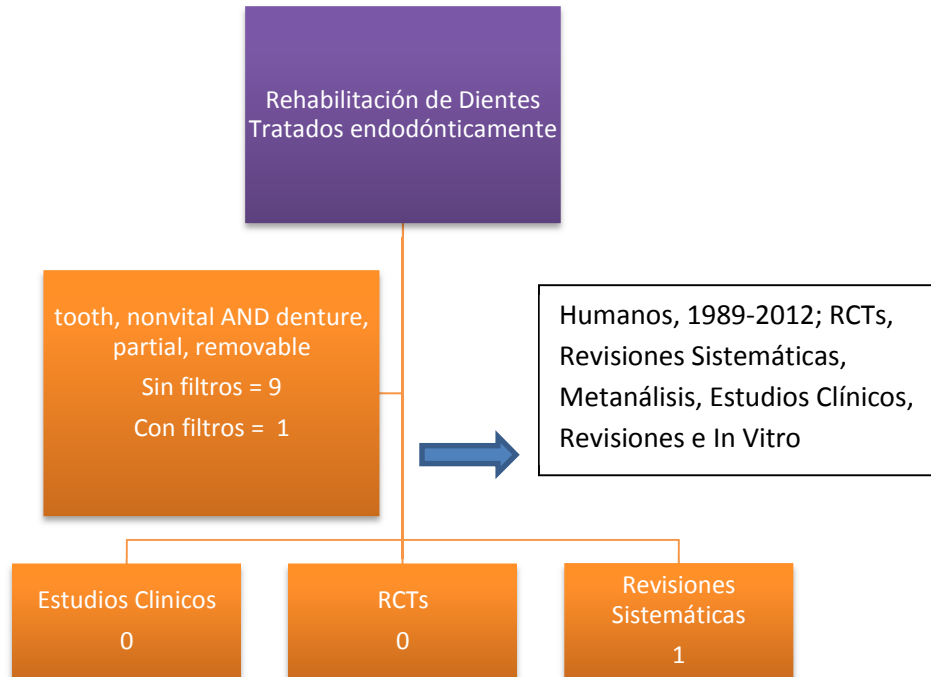 Rehabilitación de Dientes
Tratados endodónticamente
tooth, nonvital AND denture,
partial, removable
Sin filtros = 9
Con filtros = 1
Humanos, 1989-2012; RCTs,
Revisiones Sistemáticas,
Metanálisis, Estudios Clínicos,
Revisiones e In Vitro
Estudios Clinicos
0
RCTs
0
Revisiones
Sistemáticas
1